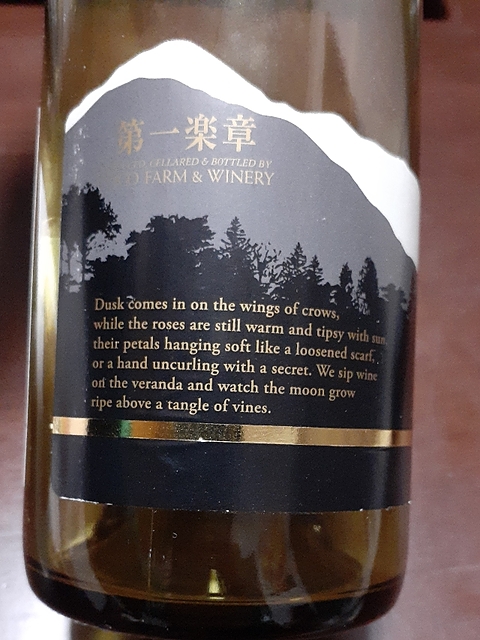 第一楽章
CELLARED & BOTTLED BY
FARM & WINERY
Dusk comes in on the wings of crows,
while the roses are still warm and tipsy with sun,
their petals hanging soft like a loosened scarf,
or a hand uncurling with a secret. We sip wine
on the veranda and watch the moon grow
ripe above a tangle of vines.